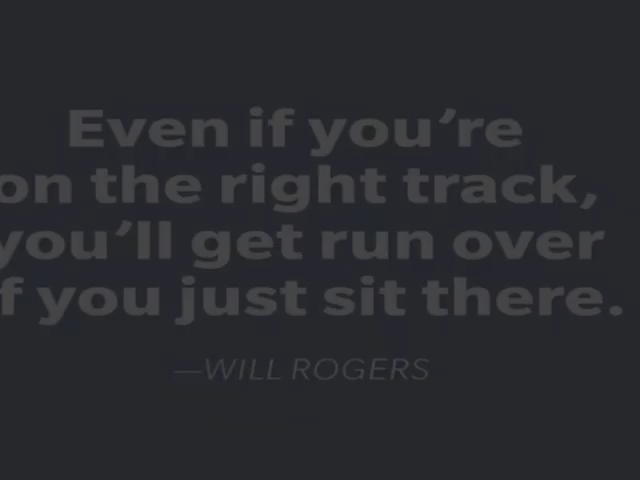 Even if you’re
on the right track,
you’ll get run over
if you just sit there.
—WILL ROGERS